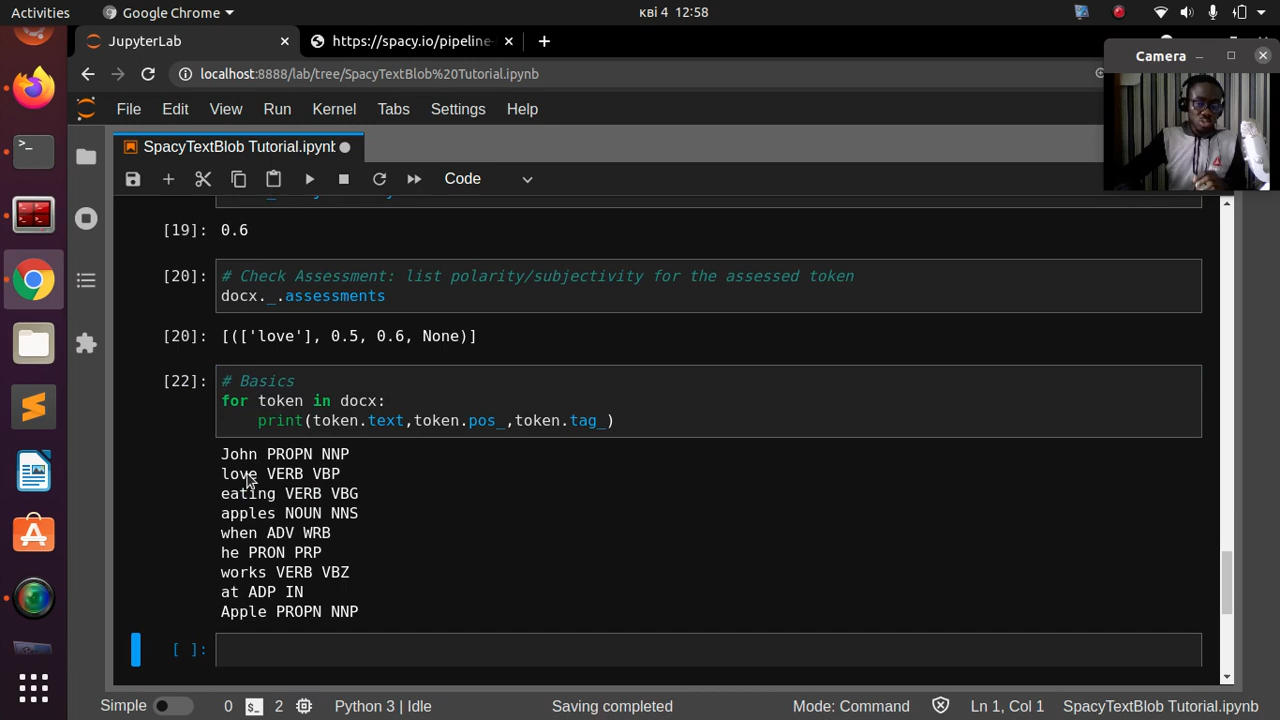 Activities
Google Chrome
кві 4 12:58
JupyterLab
https://spacy.io/pipeline-
localhost:8888/lab/tree/SpacyTextBlob%20Tutorial.ipynb
Camera
File Edit View Run Kernel Tabs Settings Help
SpacyTextBlob Tutorial.ipynb
Code
[19]: 0.6
[20]: # Check Assessment: list polarity/subjectivity for the assessed token
docx._.assessments
[20]: [(['love'], 0.5, 0.6, None)]
[22]: # Basics
for token in docx:
print(token.text,token.pos_,token.tag_)
John PROPN NNP
love VERB VBP
eating VERB VBG
apples NOUN NNS
when ADV WRB
he PRON PRP
works VERB VBZ
at ADP IN
Apple PROPN NNP
[ ]:
Simple 0 2 Python 3 | Idle Saving completed Mode: Command Ln 1, Col 1 SpacyTextBlob Tutorial.ipynb